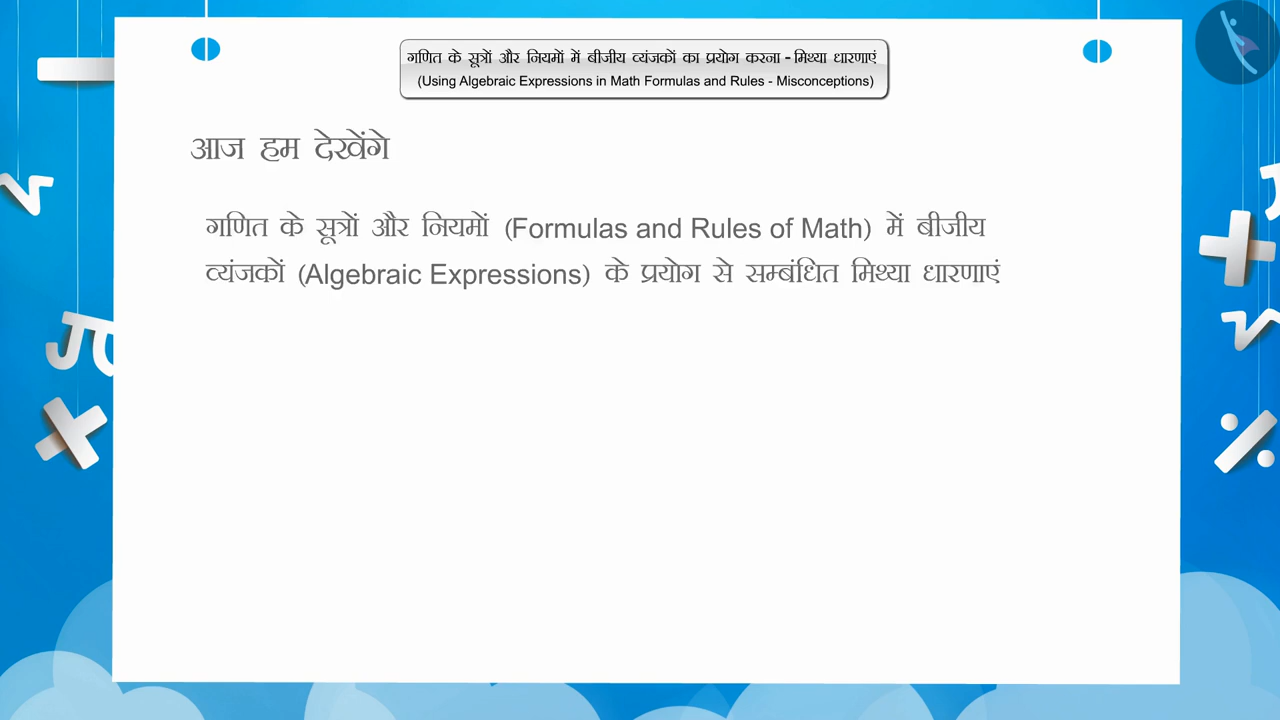 गणित के सूत्रों और नियमों में बीजीय व्यंजकों का प्रयोग करना - मिथ्या धारणाएं
(Using Algebraic Expressions in Math Formulas and Rules - Misconceptions)
आज हम देखेंगे
गणित के सूत्रों और नियमों (Formulas and Rules of Math) में बीजीय
व्यंजकों (Algebraic Expressions) के प्रयोग से सम्बंधित मिथ्या धारणाएं